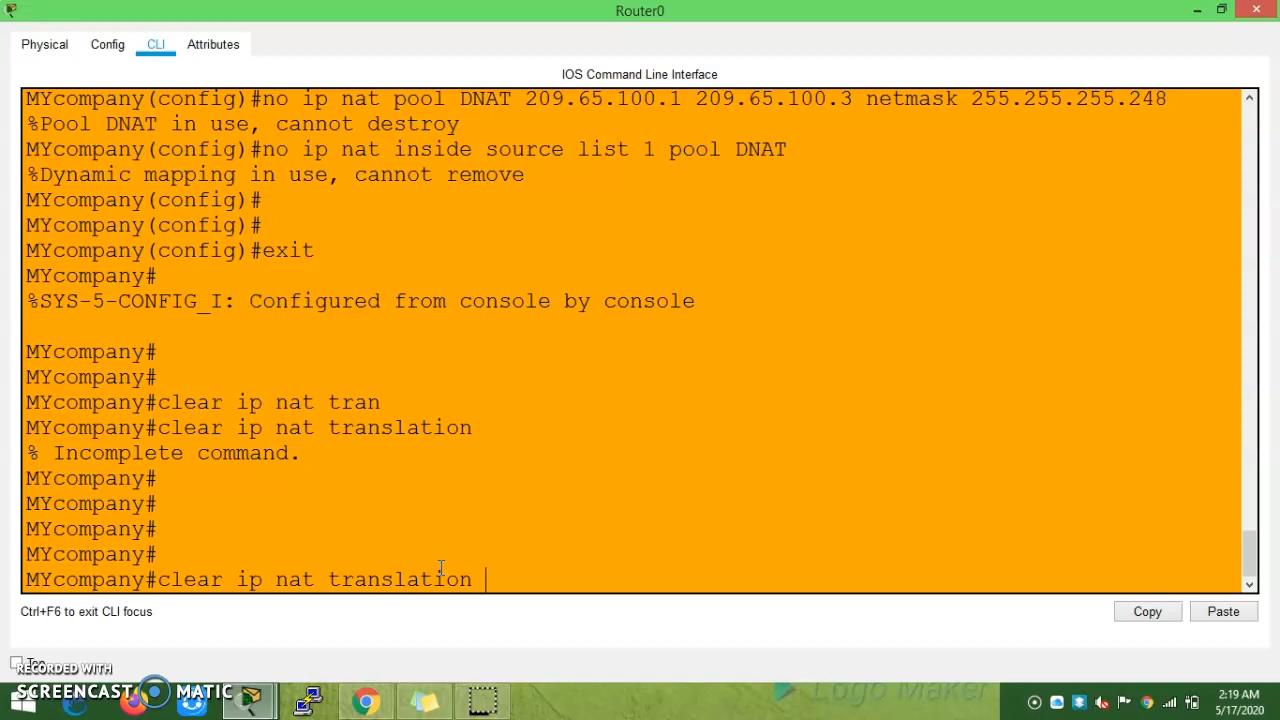 Router0
Physical Config CLI Attributes
IOS Command Line Interface
MYcompany(config)#no ip nat pool DNAT 209.65.100.1 209.65.100.3 netmask 255.255.255.248
%Pool DNAT in use, cannot destroy
MYcompany(config)#no ip nat inside source list 1 pool DNAT
%Dynamic mapping in use, cannot remove
MYcompany(config)#
MYcompany(config)#
MYcompany(config)#exit
MYcompany#
%SYS-5-CONFIG_I: Configured from console by console
MYcompany#
MYcompany#
MYcompany#clear ip nat tran
MYcompany#clear ip nat translation
% Incomplete command.
MYcompany#
MYcompany#
MYcompany#
MYcompany#
MYcompany#clear ip nat translation
Ctrl+F6 to exit CLI focus
Copy Paste
Top
RECORDED WITH
SCREENCAST MATIC
Logo Maker
2:19 AM
5/17/2020